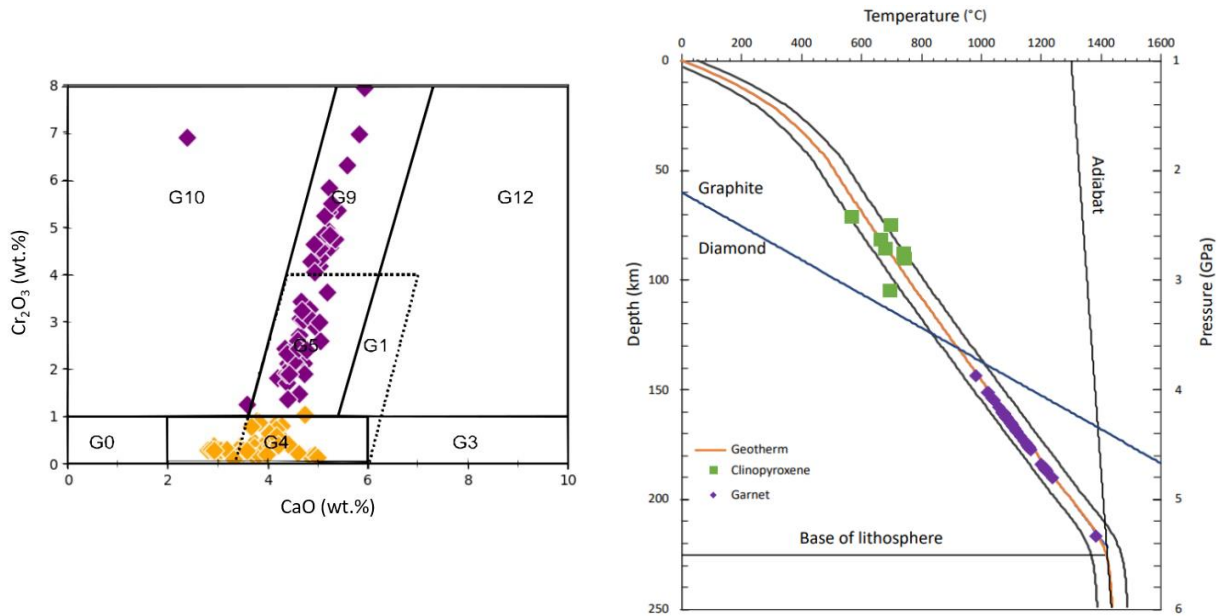 8
7
6
5
4
3
2
1
0
Cr2O3 (wt.%)
G10
G9
G12
G5
G1
G0
G4
G3
0
2
4
6
8
10
CaO (wt.%)
Temperature (°C)
0
200
400
600
800
1000
1200
1400
1600
0
50
100
150
200
250
Depth (km)
1
2
3
4
5
6
Pressure (GPa)
Adiabat
Graphite
Diamond
Geotherm
Clinopyroxene
Garnet
Base of lithosphere